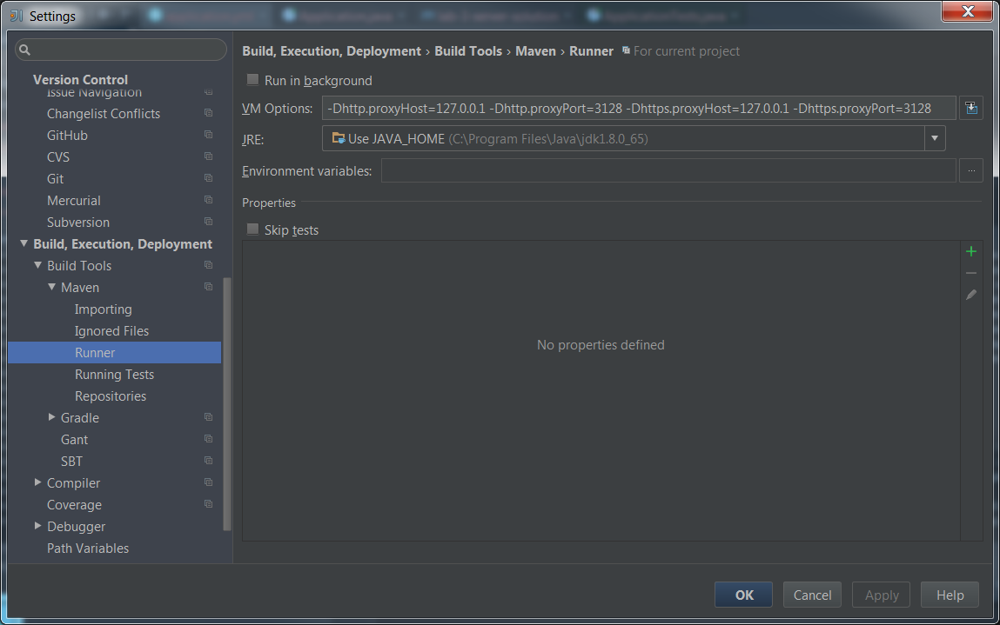 Settings
Version Control
Issue Navigation
Changelist Conflicts
GitHub
CVS
Git
Mercurial
Subversion
Build, Execution, Deployment
Build Tools
Maven
Importing
Ignored Files
Runner
Running Tests
Repositories
Gradle
Gant
SBT
Compiler
Coverage
Debugger
Path Variables
Build, Execution, Deployment › Build Tools › Maven › Runner For current project
Run in background
VM Options: -Dhttp.proxyHost=127.0.0.1 -Dhttp.proxyPort=3128 -Dhttps.proxyHost=127.0.0.1 -Dhttps.proxyPort=3128
JRE: Use JAVA_HOME (C:\Program Files\Java\jdk1.8.0_65)
Environment variables: ...
Properties
Skip tests
No properties defined
OK Cancel Apply Help